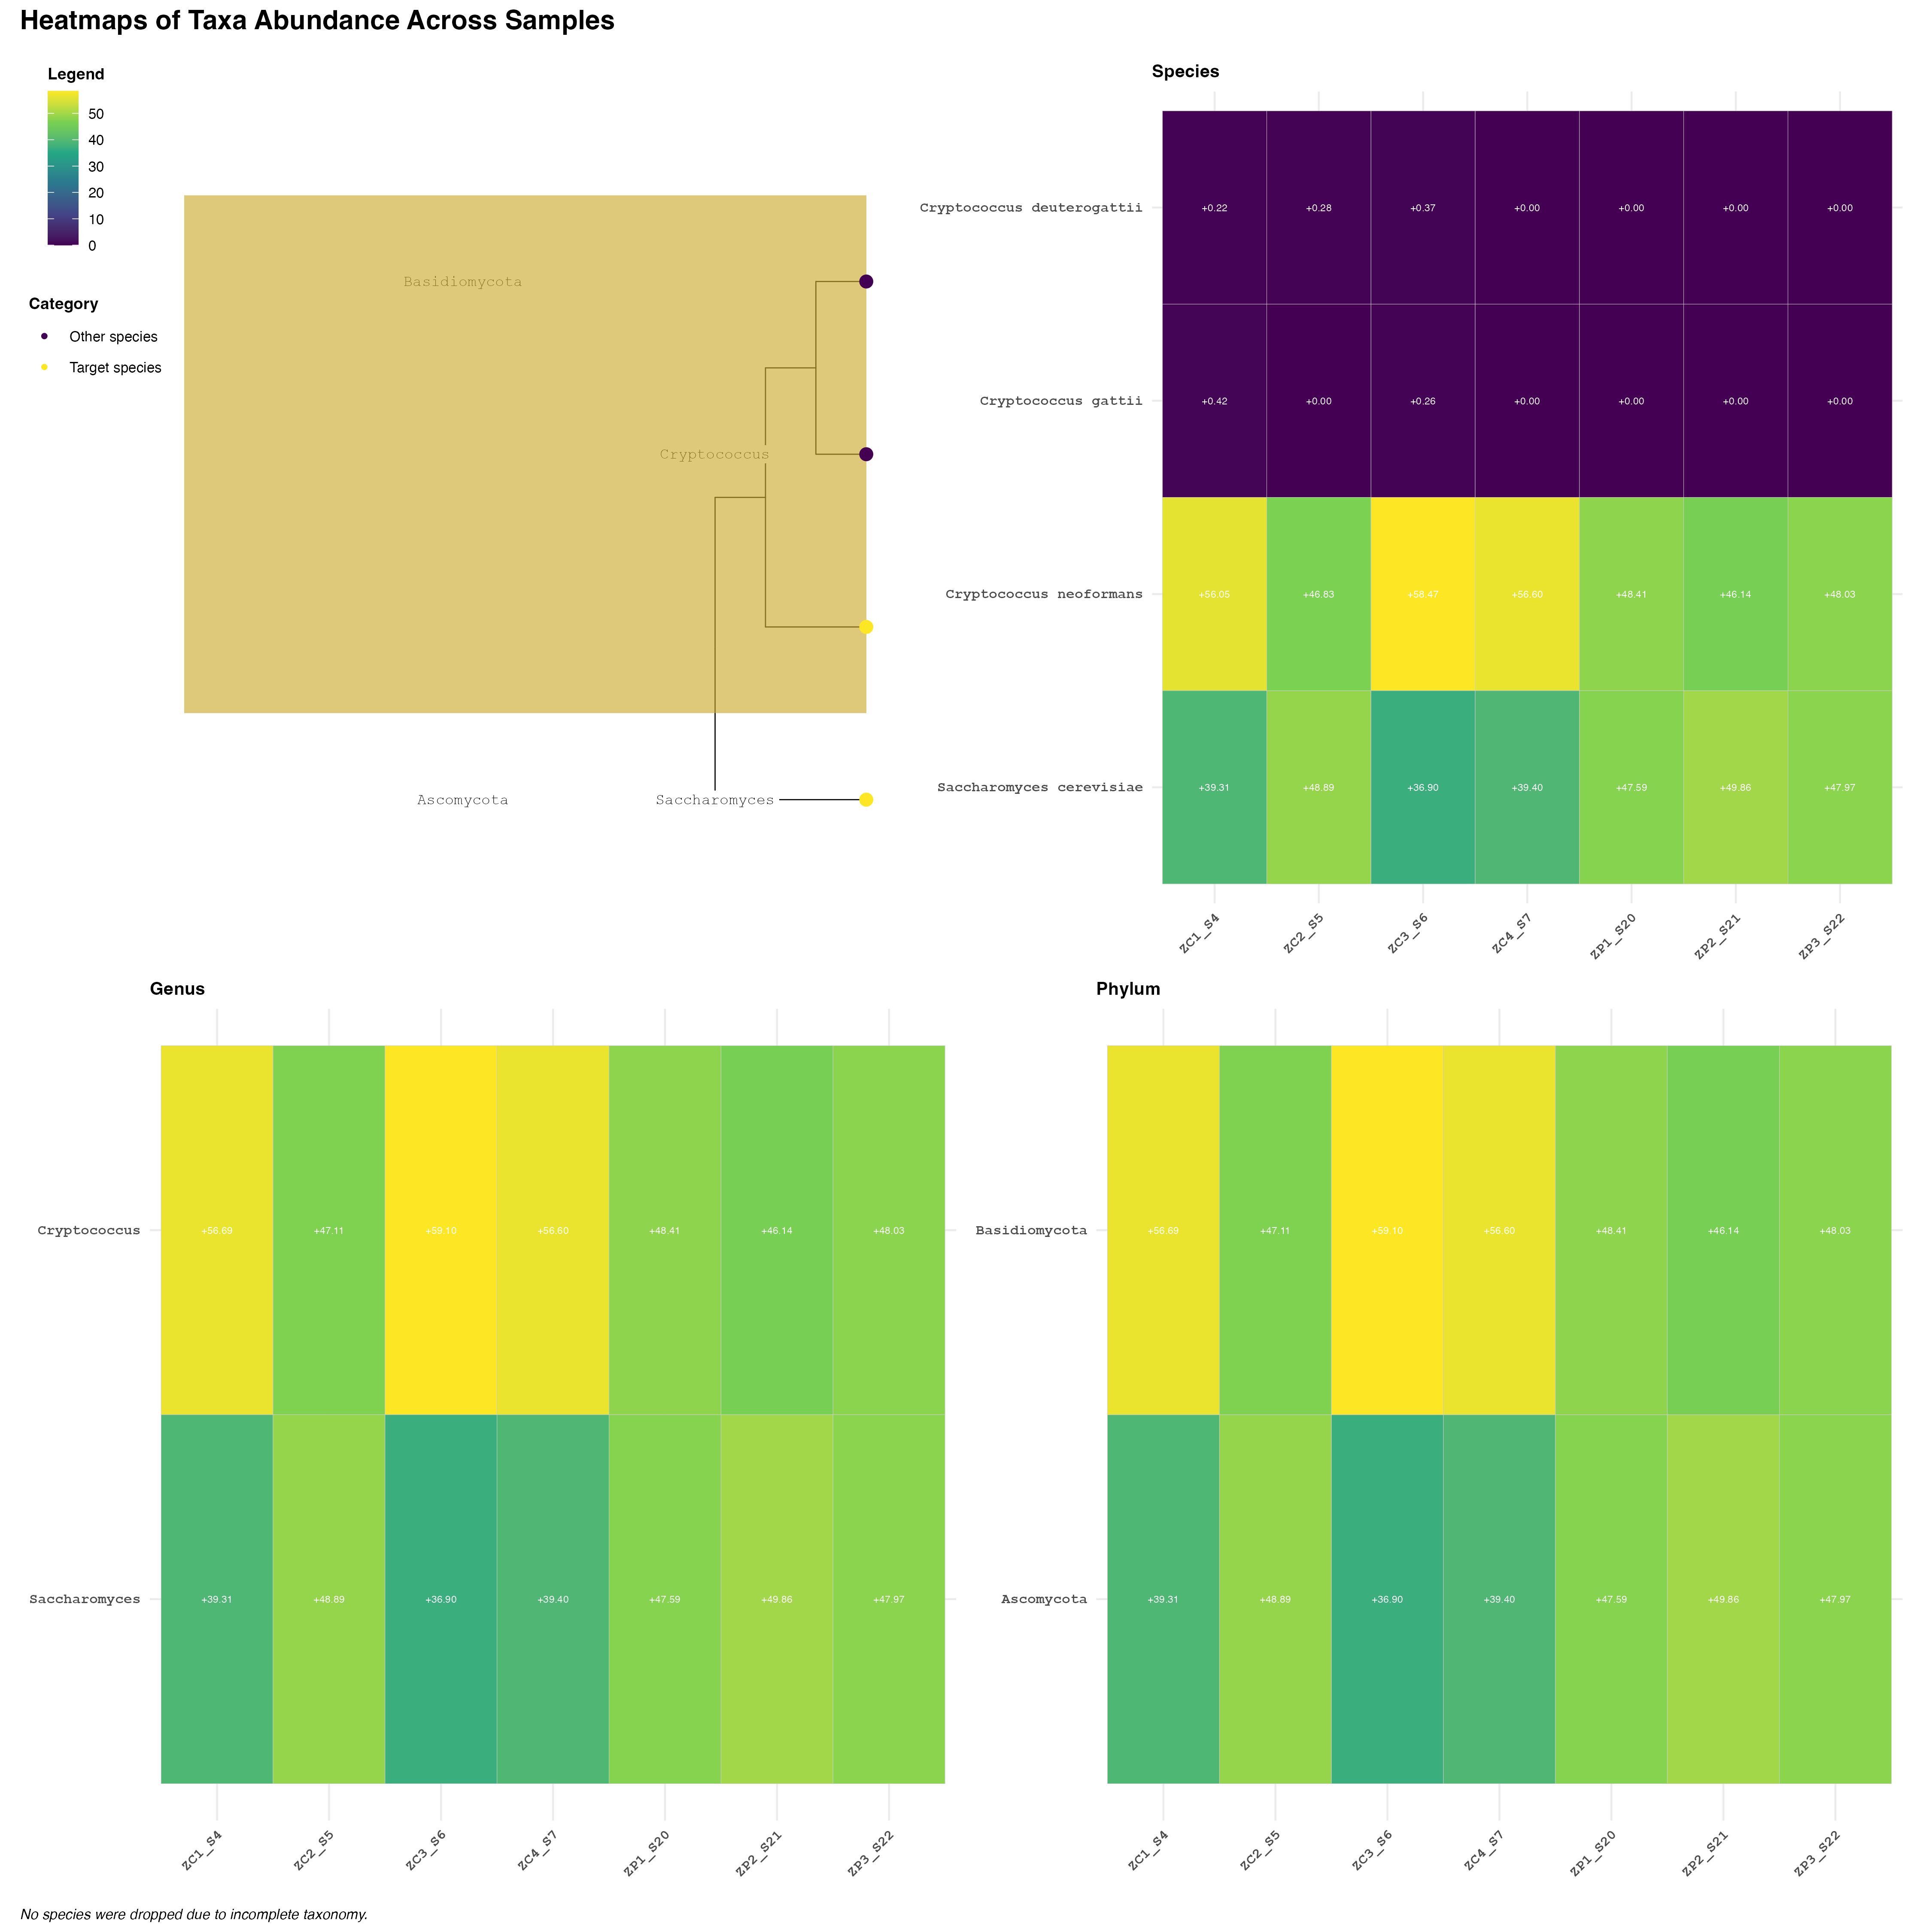 Heatmaps of Taxa Abundance Across Samples
Legend
50
40
30
20
10
0
Category
Other species
Target species
Basidiomycota
Cryptococcus
Ascomycota
Saccharomyces
Species
Cryptococcus deuterogattii
+0.22 +0.28 +0.37 +0.00 +0.00 +0.00 +0.00
Cryptococcus gattii
+0.42 +0.00 +0.26 +0.00 +0.00 +0.00 +0.00
Cryptococcus neoformans
+56.05 +46.83 +58.47 +56.60 +48.41 +46.14 +48.03
Saccharomyces cerevisiae
+39.31 +48.89 +36.90 +39.40 +47.59 +49.86 +47.97
ZC1_S4 ZC2_S5 ZC3_S6 ZC4_S7 ZP1_S20 ZP2_S21 ZP3_S22
Genus
Cryptococcus
+56.69 +47.11 +59.10 +56.60 +48.41 +46.14 +48.03
Saccharomyces
+39.31 +48.89 +36.90 +39.40 +47.59 +49.86 +47.97
ZC1_S4 ZC2_S5 ZC3_S6 ZC4_S7 ZP1_S20 ZP2_S21 ZP3_S22
Phylum
Basidiomycota
+56.69 +47.11 +59.10 +56.60 +48.41 +46.14 +48.03
Ascomycota
+39.31 +48.89 +36.90 +39.40 +47.59 +49.86 +47.97
ZC1_S4 ZC2_S5 ZC3_S6 ZC4_S7 ZP1_S20 ZP2_S21 ZP3_S22
No species were dropped due to incomplete taxonomy.